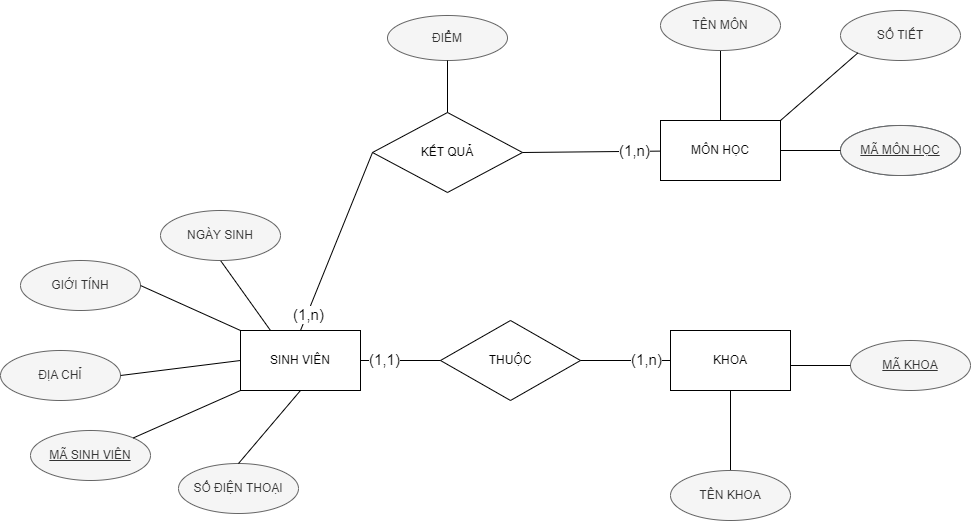 TÊN MÔN
SỐ TIẾT
ĐIỂM
KẾT QUẢ
(1,n)
MÔN HỌC
MÃ MÔN HỌC
NGÀY SINH
GIỚI TÍNH
(1,n)
SINH VIÊN
(1,1)
THUỘC
(1,n)
KHOA
MÃ KHOA
ĐỊA CHỈ
MÃ SINH VIÊN
SỐ ĐIỆN THOẠI
TÊN KHOA